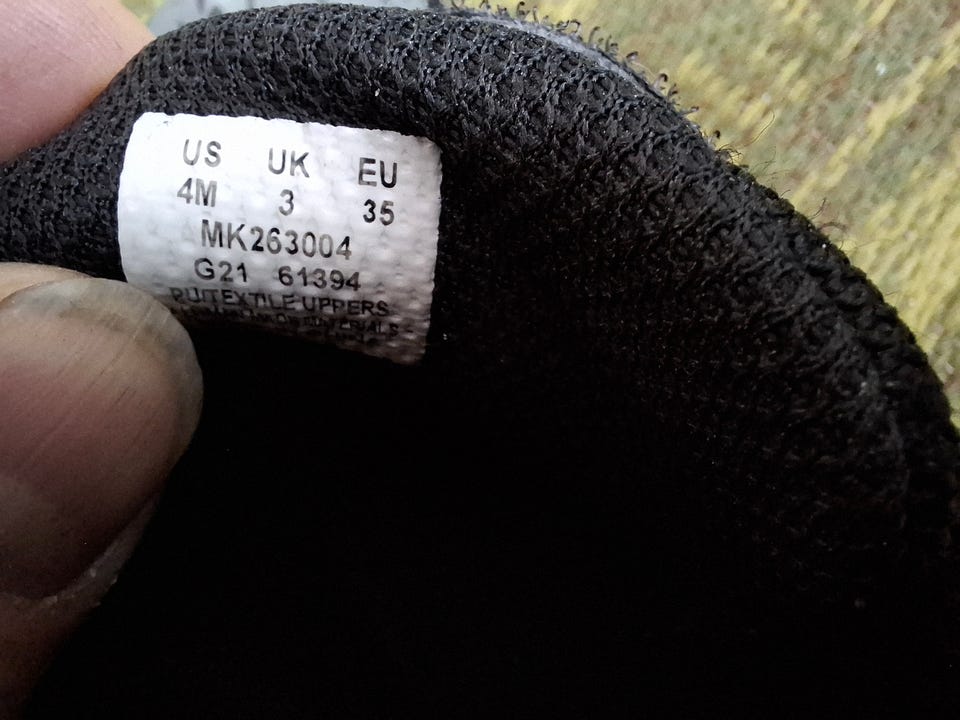 US UK EU
4M 3 35
MK263004
G21 61394
PU/TEXTILE UPPERS